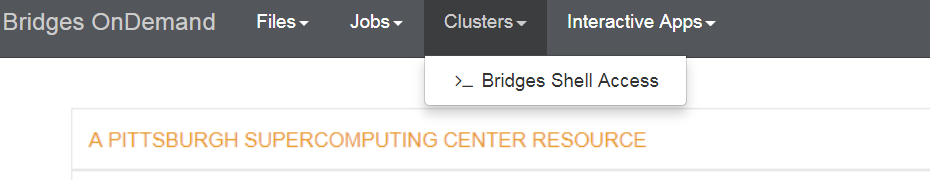 Bridges OnDemand Files Jobs Clusters Interactive Apps
>_ Bridges Shell Access
A PITTSBURGH SUPERCOMPUTING CENTER RESOURCE